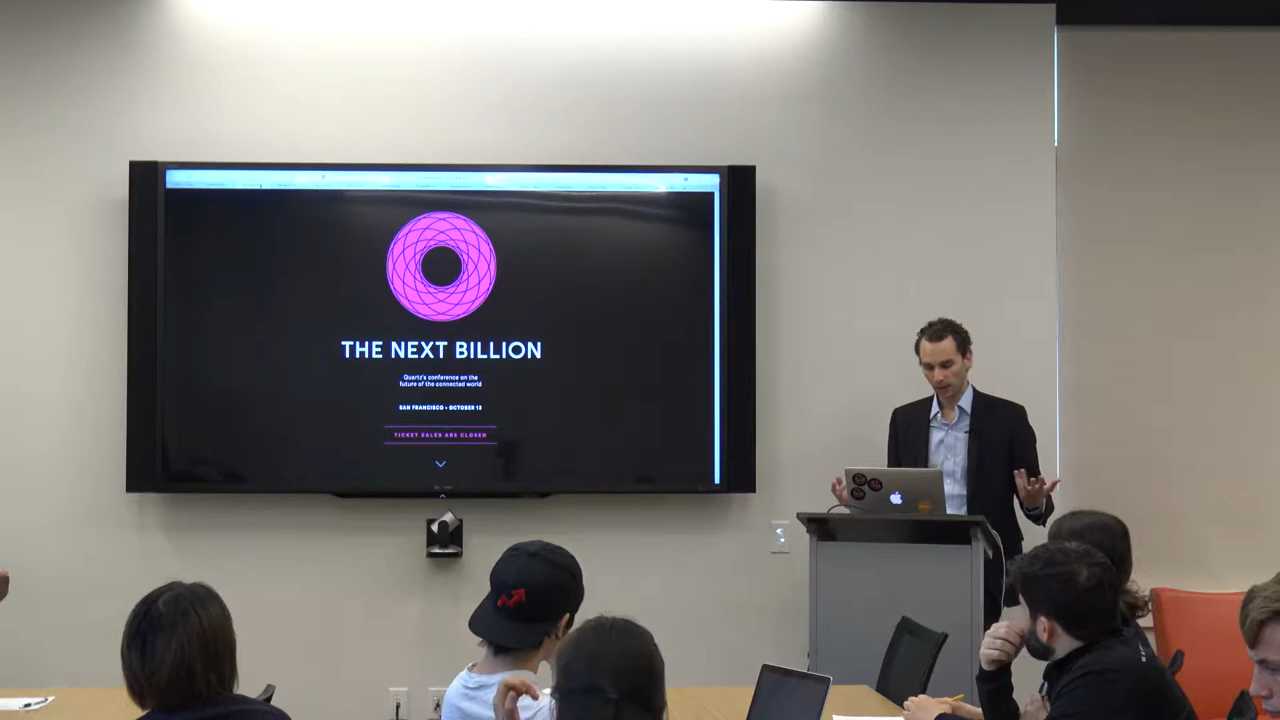 THE NEXT BILLION
Quartz's conference on the
future of the connected world
SAN FRANCISCO • OCTOBER 13
TICKET SALES ARE CLOSED